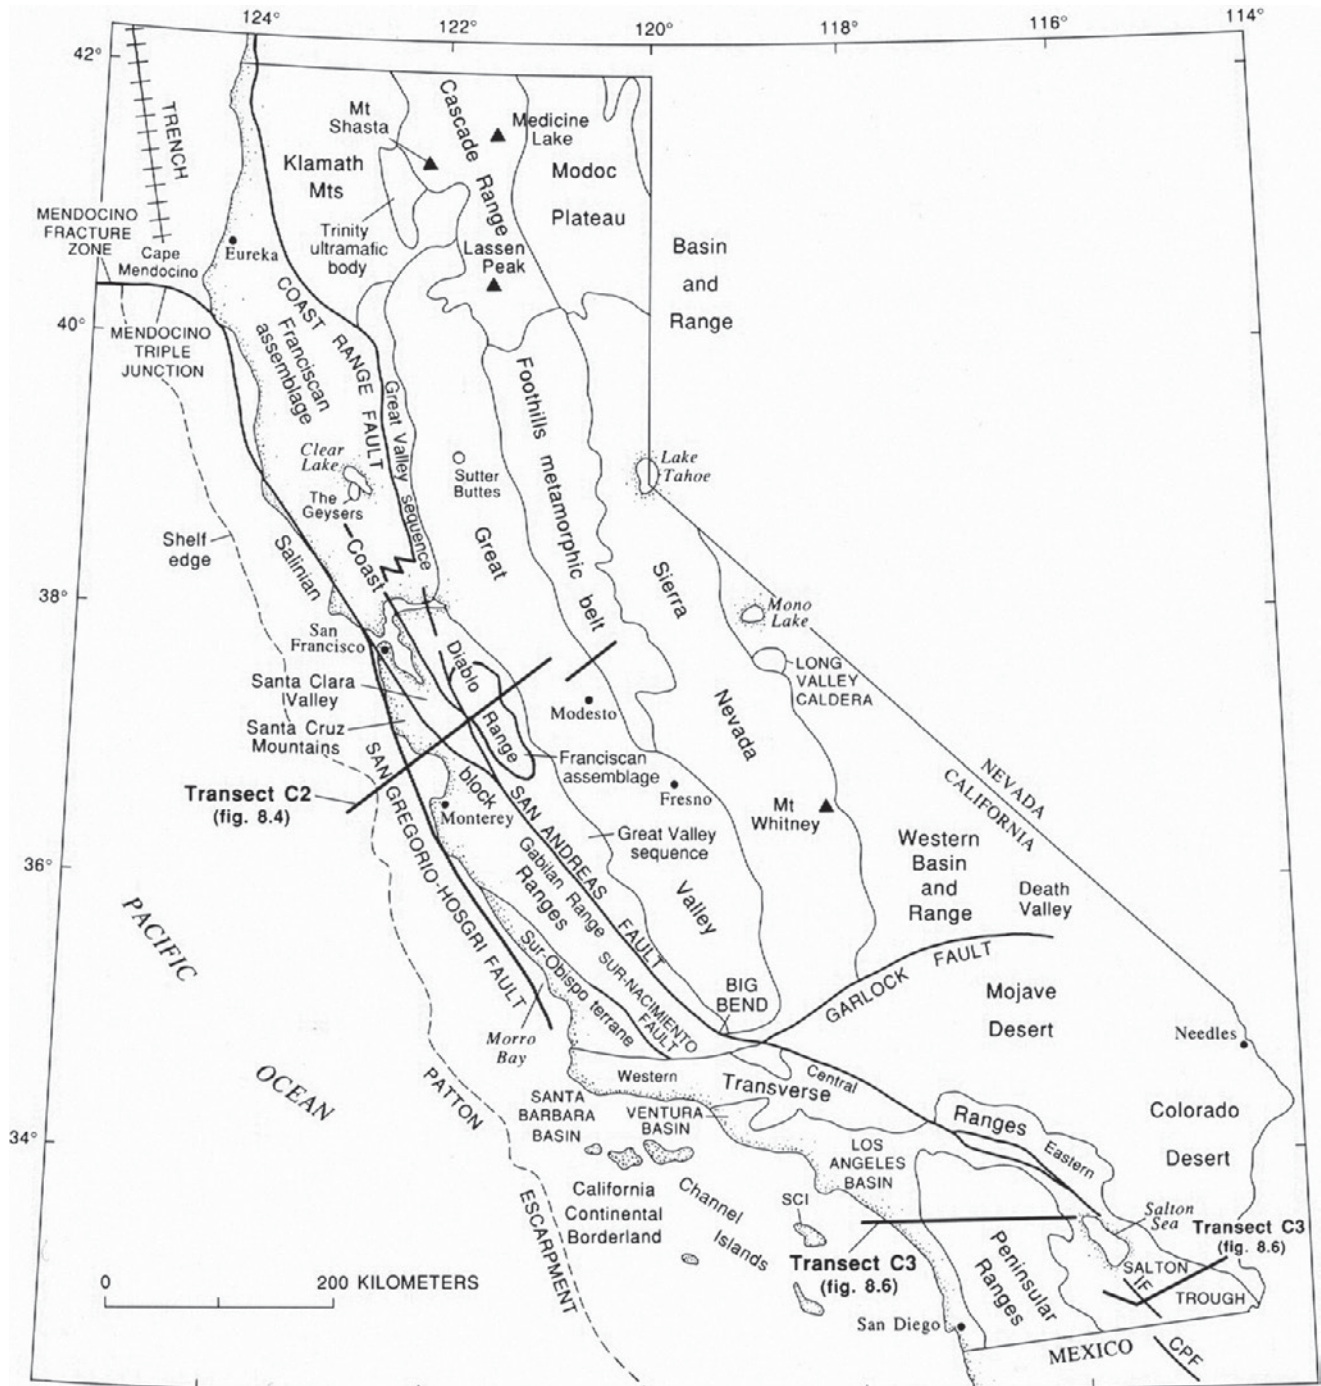 124°
122°
120°
118°
116°
114°
42°
TRENCH
Mt
Shasta
Medicine
Lake
Cascade Range
Klamath
Mts
Modoc
Plateau
MENDOCINO
FRACTURE
ZONE
Cape
Mendocino
Eureka
Trinity
ultramafic
body
Lassen
Peak
Basin
and
Range
40°
MENDOCINO
TRIPLE
JUNCTION
COAST RANGE FAULT
Franciscan
assemblage
Great Valley sequence
Foothills metamorphic belt
Clear
Lake
The
Geysers
Sutter
Buttes
Lake
Tahoe
Shelf
edge
Salinian
Coast
Great
Sierra
38°
Mono
Lake
San
Francisco
Diablo
LONG
VALLEY
CALDERA
Santa Clara
Valley
Modesto
Nevada
Santa Cruz
Mountains
Range
Franciscan
assemblage
NEVADA
CALIFORNIA
Transect C2
(fig. 8.4)
block
Monterey
Fresno
Mt
Whitney
SAN GREGORIO-HOSGRI FAULT
SAN ANDREAS FAULT
Great Valley
sequence
Western
Basin
and
Range
Death
Valley
36°
Gabilan Range
Ranges
Valley
PACIFIC
Sur-Obispo terrane
SUR-NACIMIENTO
FAULT
BIG
BEND
GARLOCK FAULT
Mojave
Desert
Needles
Morro
Bay
OCEAN
PATTON
Western
Transverse
Central
Ranges
Eastern
SANTA
BARBARA
BASIN
VENTURA
BASIN
Colorado
Desert
34°
LOS
ANGELES
BASIN
California
Continental
Borderland
Channel
Islands
SCI
Salton
Sea
Transect C3
(fig. 8.6)
ESCARPMENT
Transect C3
(fig. 8.6)
Peninsular
Ranges
SALTON
TROUGH
IF
0
200 KILOMETERS
San Diego
MEXICO
CPF